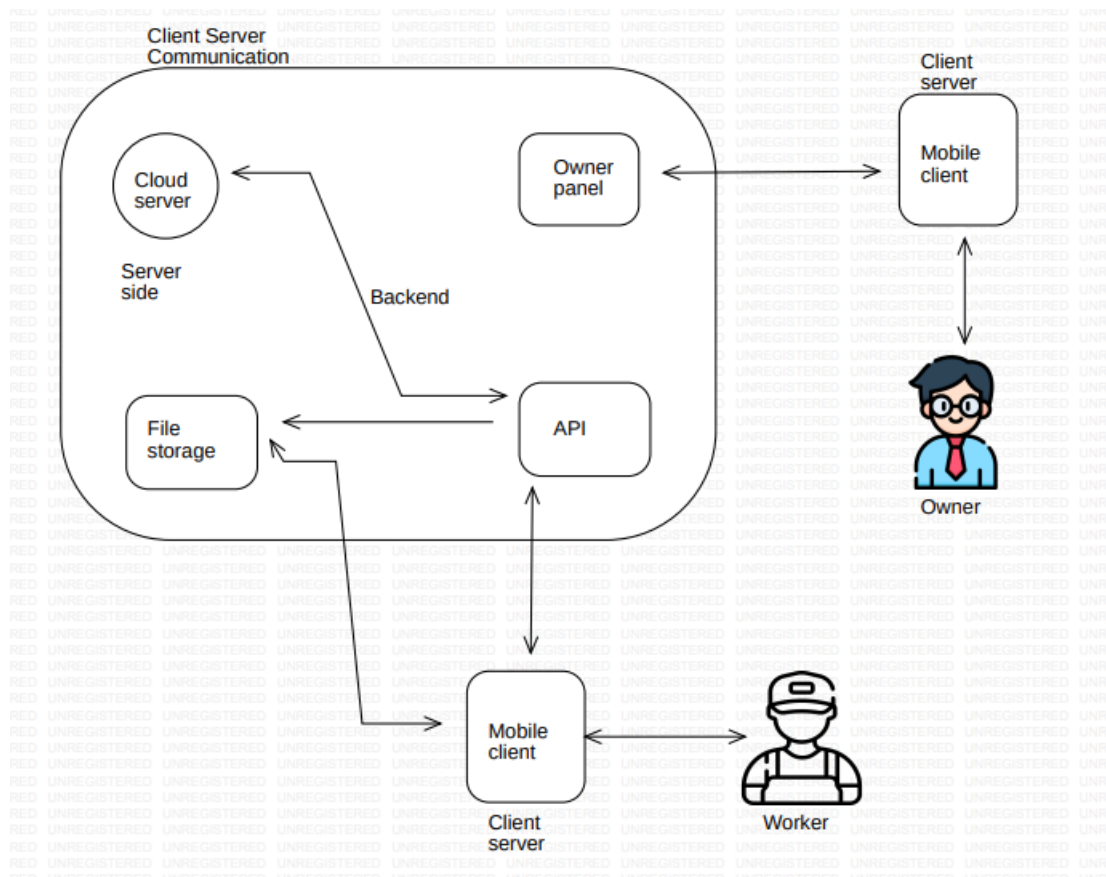 Client Server
Communication
Client
server
Cloud
server
Owner
panel
Mobile
client
Server
side
Backend
File
storage
API
Owner
Mobile
client
Client
server
Worker
UNREGISTERED